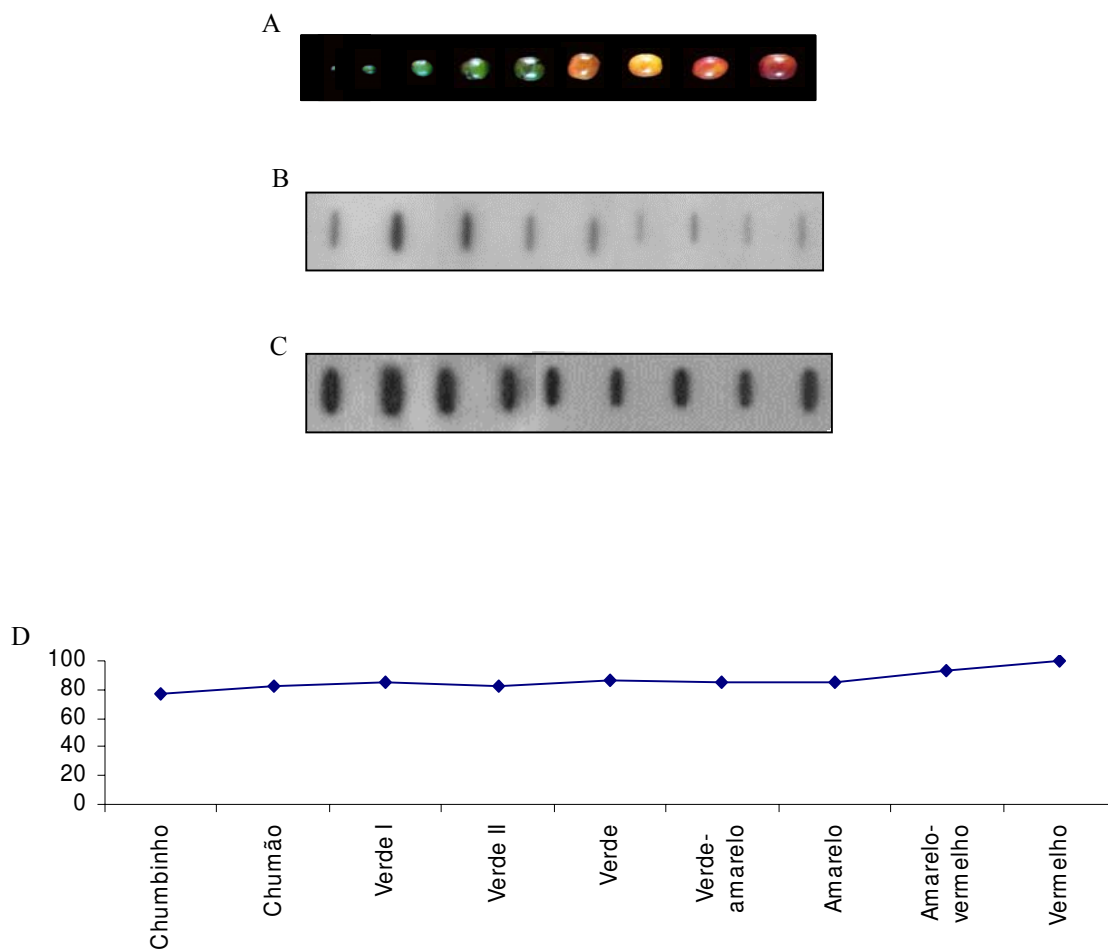 A
B
C
D
100
80
60
40
20
0
Chumbinho
Chumão
Verde I
Verde II
Verde
Verde-
amarelo
Amarelo
Amarelo-
vermelho
Vermelho